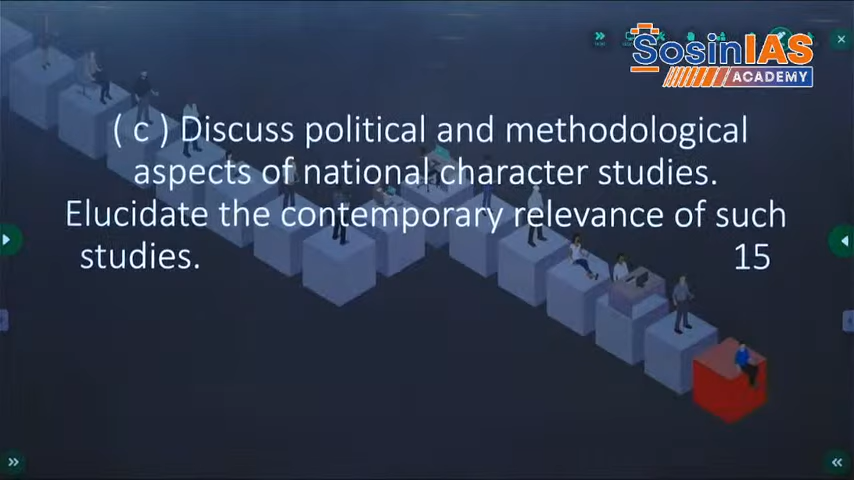 SosinIAS
ACADEMY
( c ) Discuss political and methodological
aspects of national character studies.
Elucidate the contemporary relevance of such
studies. 15